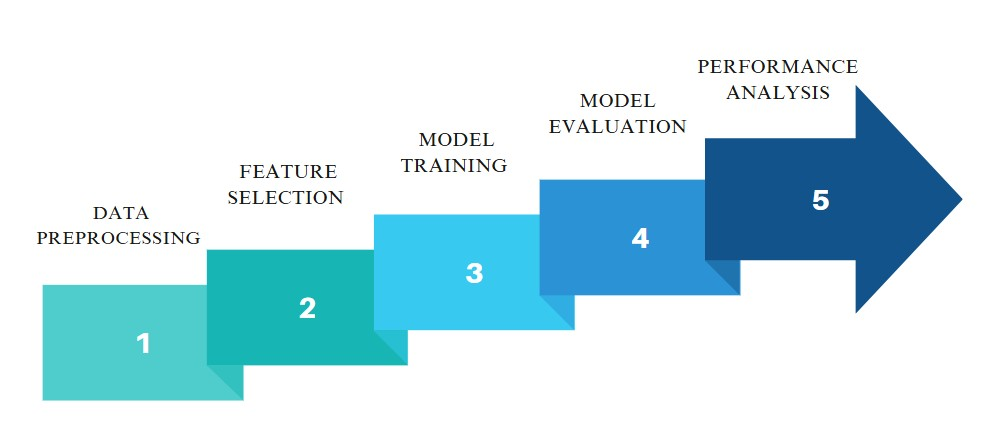 DATA
PREPROCESSING
1
FEATURE
SELECTION
2
MODEL
TRAINING
3
MODEL
EVALUATION
4
PERFORMANCE
ANALYSIS
5